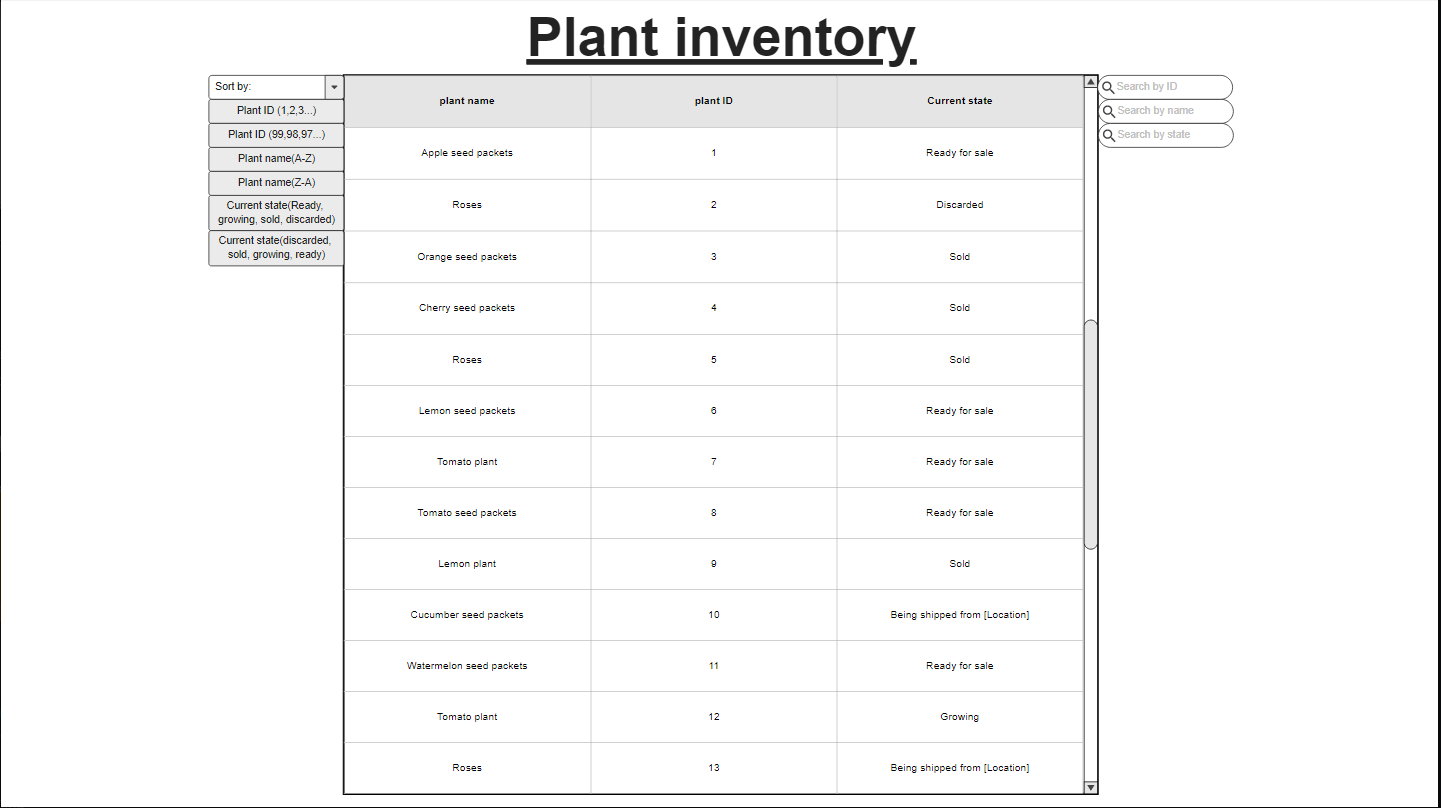 Plant inventory
Sort by:
Plant ID (1,2,3...)
Plant ID (99,98,97...)
Plant name(A-Z)
Plant name(Z-A)
Current state(Ready,
growing, sold, discarded)
Current state(discarded,
sold, growing, ready)
plant name plant ID Current state
Apple seed packets 1 Ready for sale
Roses 2 Discarded
Orange seed packets 3 Sold
Cherry seed packets 4 Sold
Roses 5 Sold
Lemon seed packets 6 Ready for sale
Tomato plant 7 Ready for sale
Tomato seed packets 8 Ready for sale
Lemon plant 9 Sold
Cucumber seed packets 10 Being shipped from [Location]
Watermelon seed packets 11 Ready for sale
Tomato plant 12 Growing
Roses 13 Being shipped from [Location]
Search by ID
Search by name
Search by state